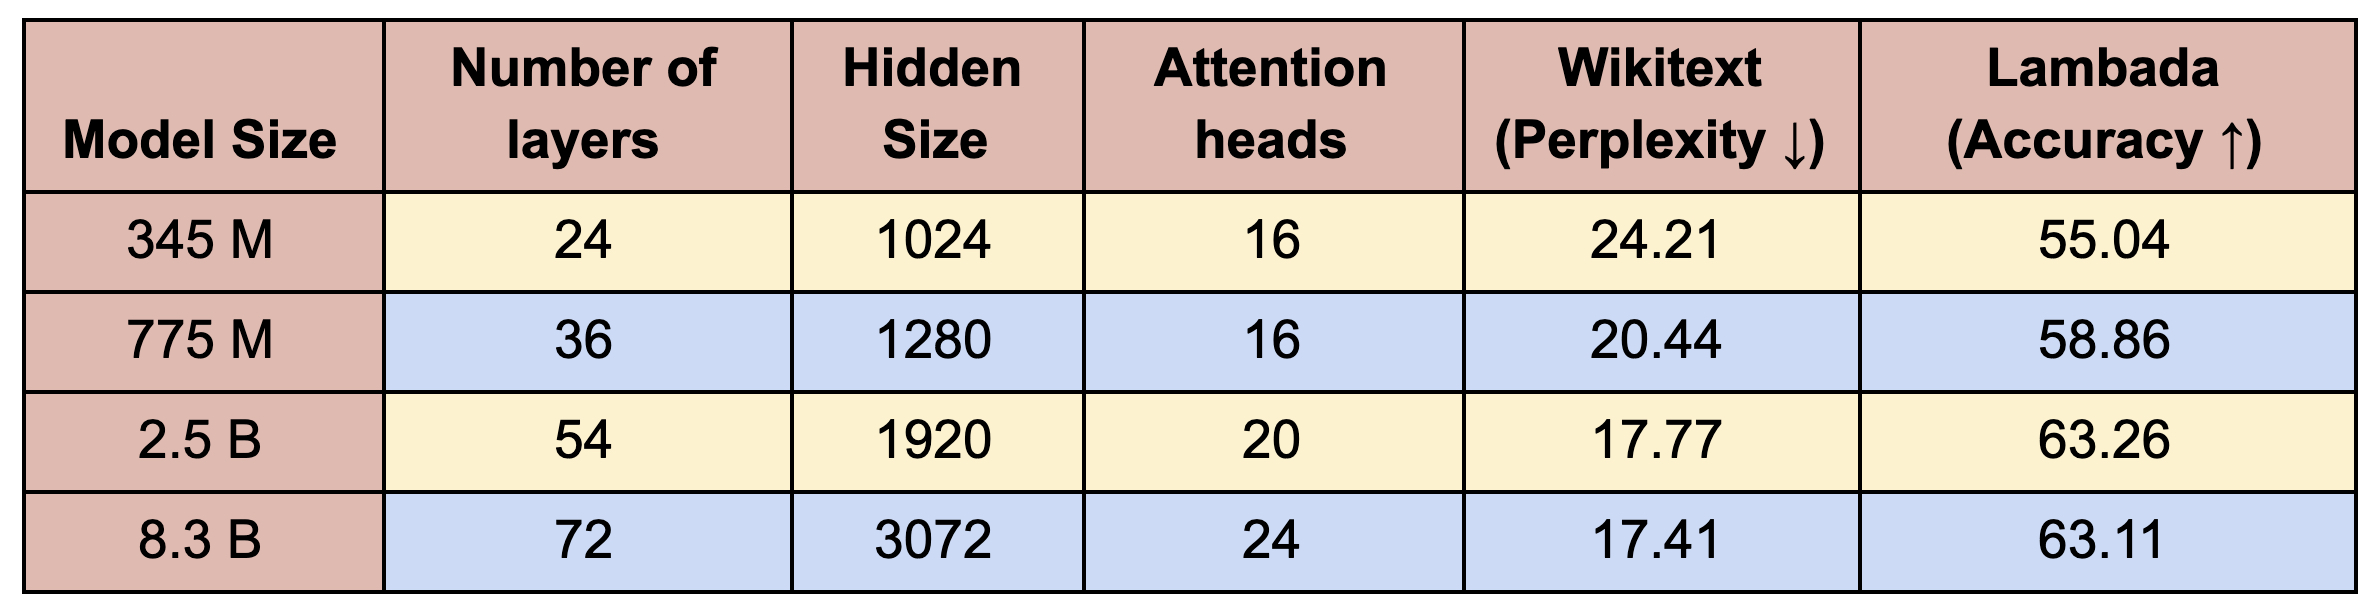 Model Size Number of layers Hidden Size Attention heads Wikitext (Perplexity ↓) Lambada (Accuracy ↑)
345 M 24 1024 16 24.21 55.04
775 M 36 1280 16 20.44 58.86
2.5 B 54 1920 20 17.77 63.26
8.3 B 72 3072 24 17.41 63.11